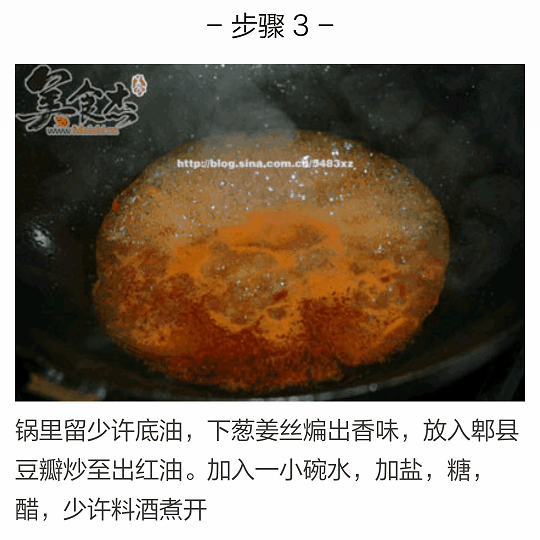 – 步骤 3 –
美食杰
http://blog.sina.com.cn/9483xz
锅里留少许底油，下葱姜丝煸出香味，放入郫县
豆瓣炒至出红油。加入一小碗水，加盐，糖，
醋，少许料酒煮开